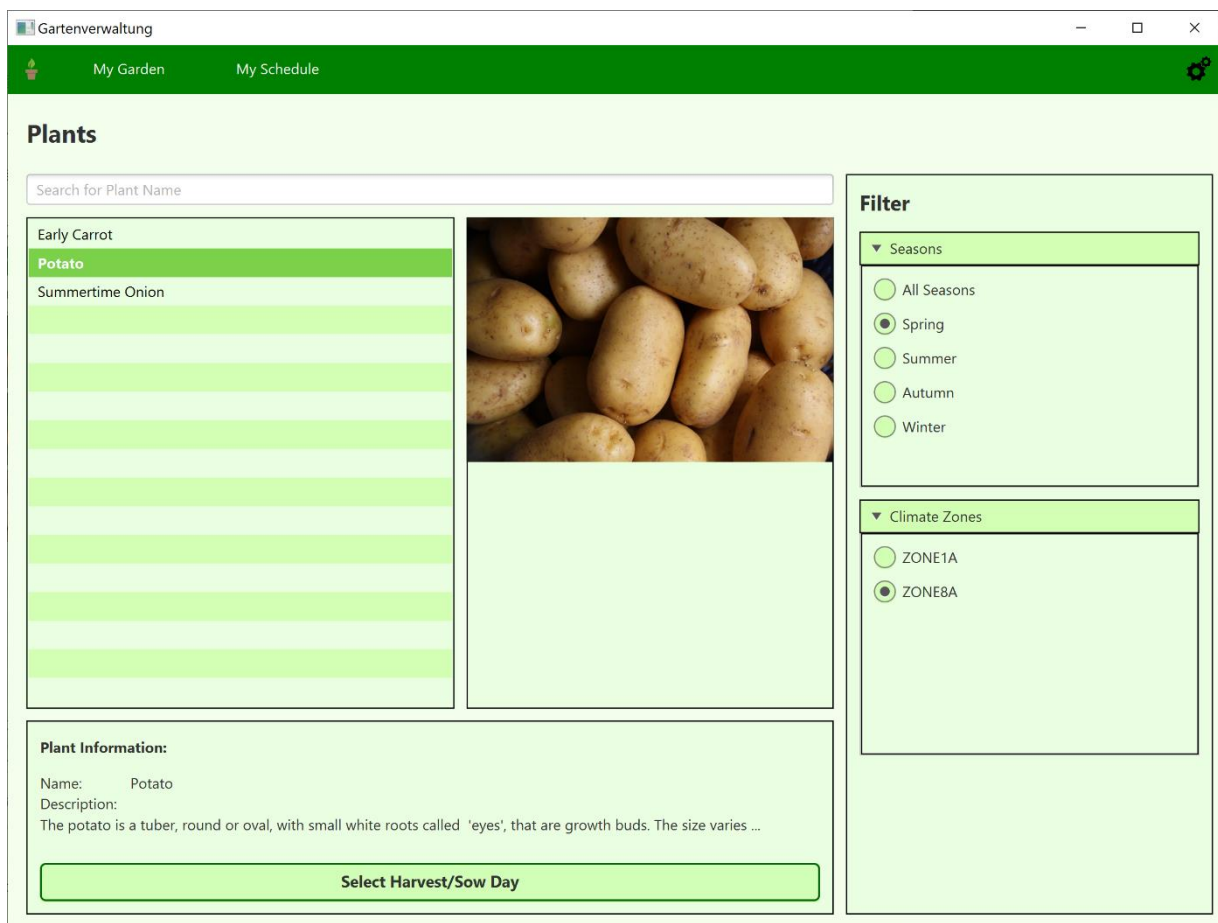 Gartenverwaltung
My Garden My Schedule
Plants
Search for Plant Name
Early Carrot
Potato
Summertime Onion
Plant Information:
Name: Potato
Description:
The potato is a tuber, round or oval, with small white roots called 'eyes', that are growth buds. The size varies ...
Select Harvest/Sow Day
Filter
Seasons
All Seasons
Spring
Summer
Autumn
Winter
Climate Zones
ZONE1A
ZONE8A